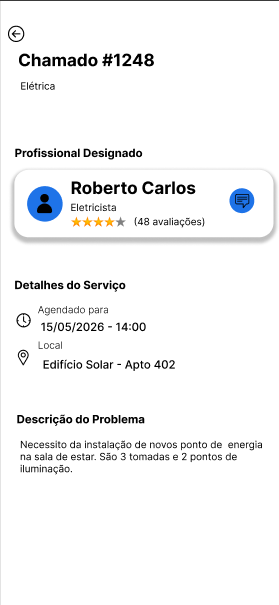 Chamado #1248
Elétrica
Profissional Designado
Roberto Carlos
Eletricista
(48 avaliações)
Detalhes do Serviço
Agendado para
15/05/2026 - 14:00
Local
Edifício Solar - Apto 402
Descrição do Problema
Necessito da instalação de novos ponto de  energia
na sala de estar. São 3 tomadas e 2 pontos de
iluminação.